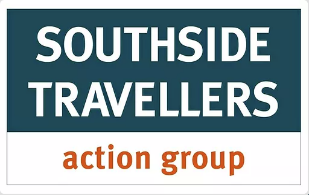 SOUTHSIDE
TRAVELLERS
action group